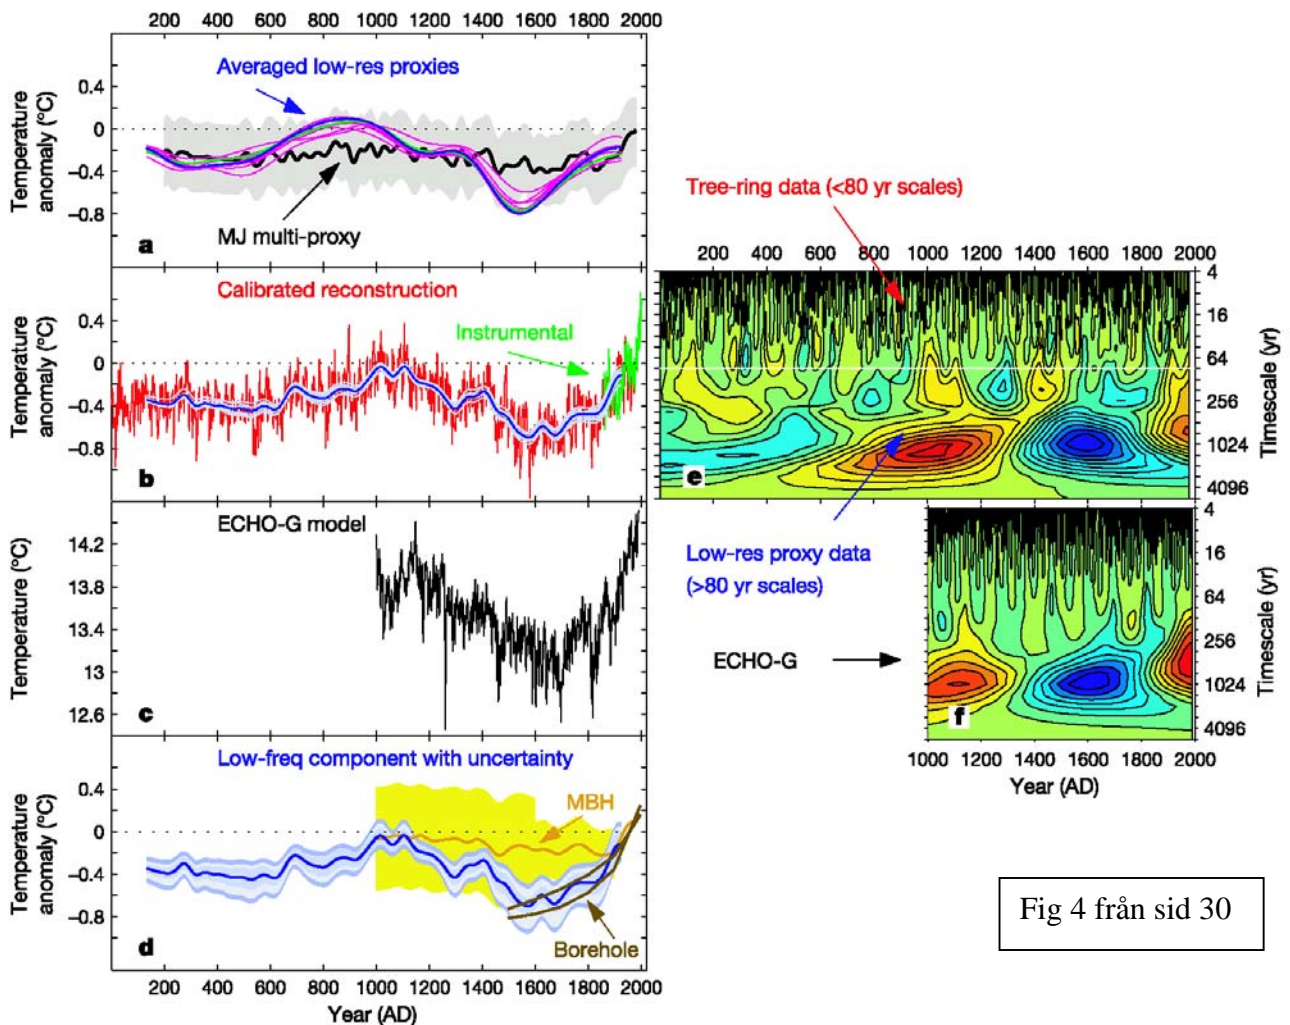 200 400 600 800 1000 1200 1400 1600 1800 2000
Temperature
anomaly (°C)
0.4
0
−0.4
−0.8
Averaged low-res proxies
MJ multi-proxy
a
Temperature
anomaly (°C)
0.4
0
−0.4
−0.8
Calibrated reconstruction
Instrumental
b
Temperature (°C)
14.2
13.8
13.4
13
12.6
ECHO-G model
c
Temperature
anomaly (°C)
0.4
0
−0.4
−0.8
Low-freq component with uncertainty
MBH
Borehole
d
200 400 600 800 1000 1200 1400 1600 1800 2000
Year (AD)
Tree-ring data (<80 yr scales)
200 400 600 800 1000 1200 1400 1600 1800 2000
4
16
64
256
1024
4096
Timescale (yr)
e
Low-res proxy data
(>80 yr scales)
ECHO-G
4
16
64
256
1024
4096
Timescale (yr)
f
1000 1200 1400 1600 1800 2000
Year (AD)
Fig 4 från sid 30